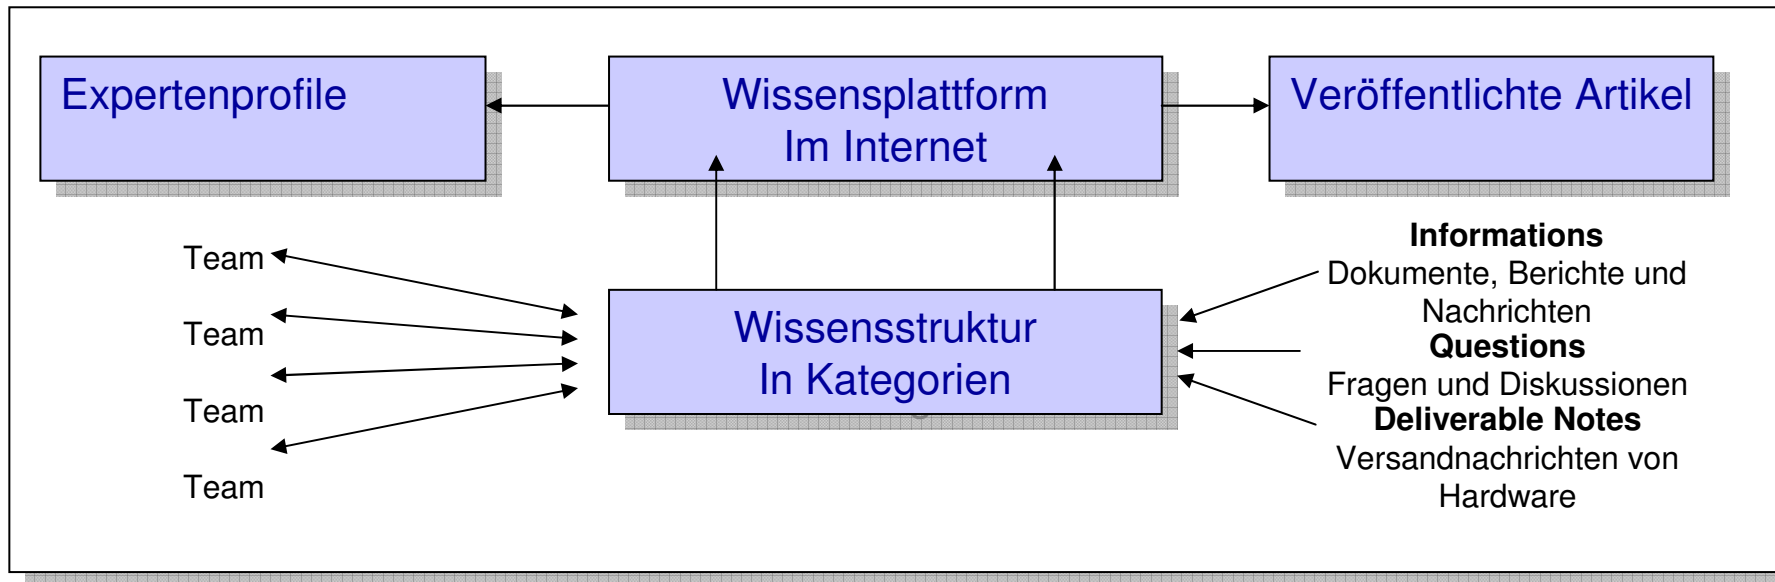 Expertenprofile
Wissensplattform
Im Internet
Veröffentlichte Artikel
Team
Team
Team
Team
Wissensstruktur
In Kategorien
Informations
Dokumente, Berichte und
Nachrichten
Questions
Fragen und Diskussionen
Deliverable Notes
Versandnachrichten von
Hardware